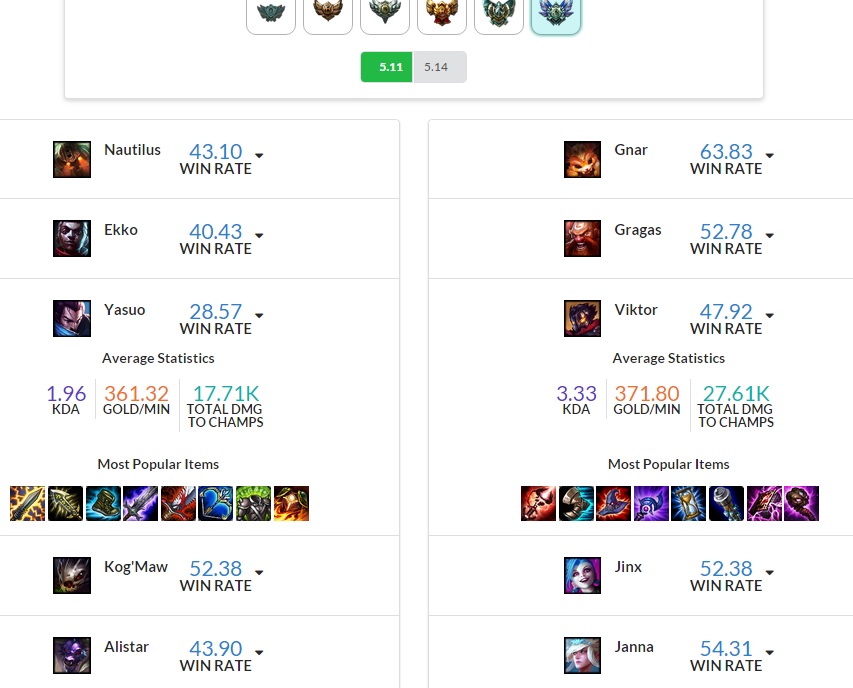 5.11 5.14
Nautilus 43.10
WIN RATE
Ekko 40.43
WIN RATE
Yasuo 28.57
WIN RATE
Average Statistics
1.96 361.32 17.71K
KDA GOLD/MIN TOTAL DMG
TO CHAMPS
Most Popular Items
Kog'Maw 52.38
WIN RATE
Alistar 43.90
WIN RATE
Gnar 63.83
WIN RATE
Gragas 52.78
WIN RATE
Viktor 47.92
WIN RATE
Average Statistics
3.33 371.80 27.61K
KDA GOLD/MIN TOTAL DMG
TO CHAMPS
Most Popular Items
Jinx 52.38
WIN RATE
Janna 54.31
WIN RATE